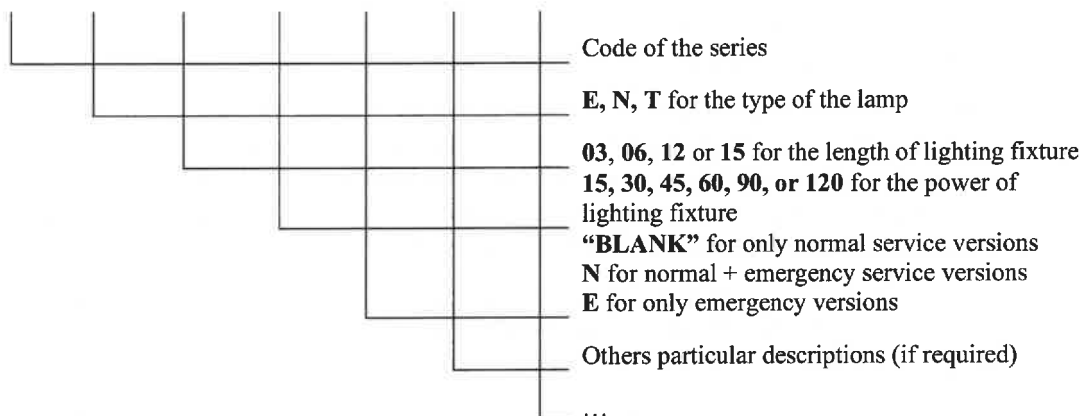 Code of the series
E, N, T for the type of the lamp
03, 06, 12 or 15 for the length of lighting fixture
15, 30, 45, 60, 90, or 120 for the power of
lighting fixture
“BLANK” for only normal service versions
N for normal + emergency service versions
E for only emergency versions
Others particular descriptions (if required)
...